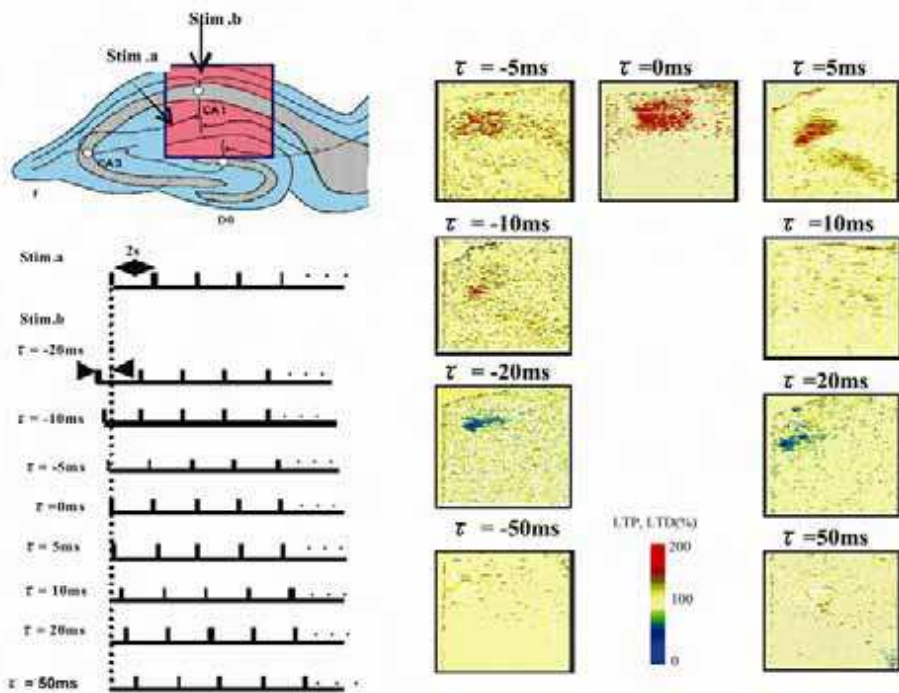 Stim.b
Stim.a
CA1
CA3
DG
2s
Stim.a
Stim.b
τ = -20ms
τ = -10ms
τ = -5ms
τ =0ms
τ = 5ms
τ = 10ms
τ = 20ms
τ = 50ms
τ = -5ms
τ =0ms
τ =5ms
τ = -10ms
τ =10ms
τ = -20ms
τ =20ms
τ = -50ms
τ =50ms
LTP, LTD(%)
200
100
0